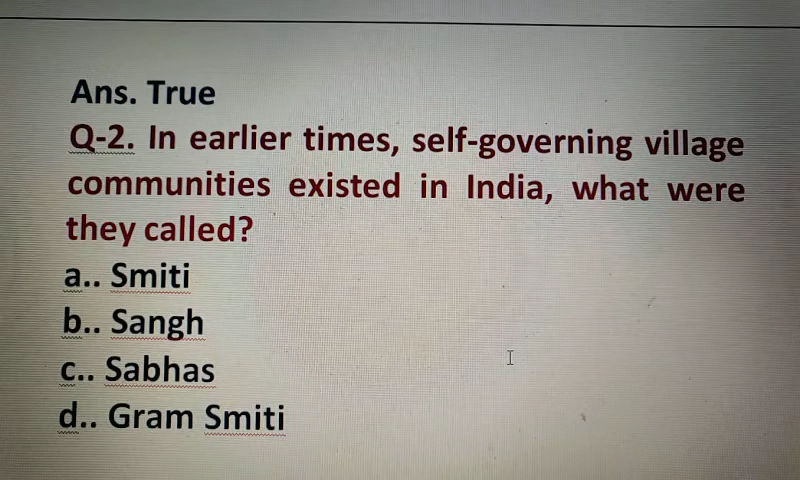 Ans. True
Q-2. In earlier times, self-governing village
communities existed in India, what were
they called?
a.. Smiti
b.. Sangh
c.. Sabhas
d.. Gram Smiti